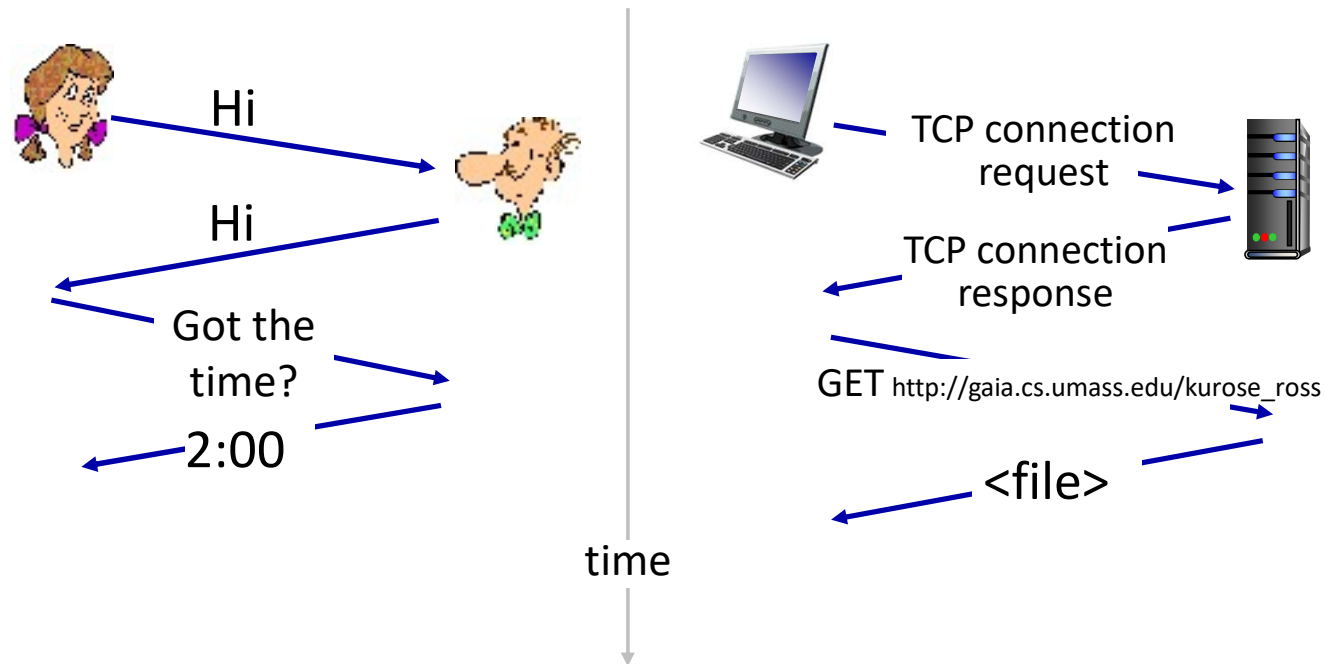 Hi
Hi
Got the
time?
2:00
TCP connection
request
TCP connection
response
GET http://gaia.cs.umass.edu/kurose_ross
<file>
time